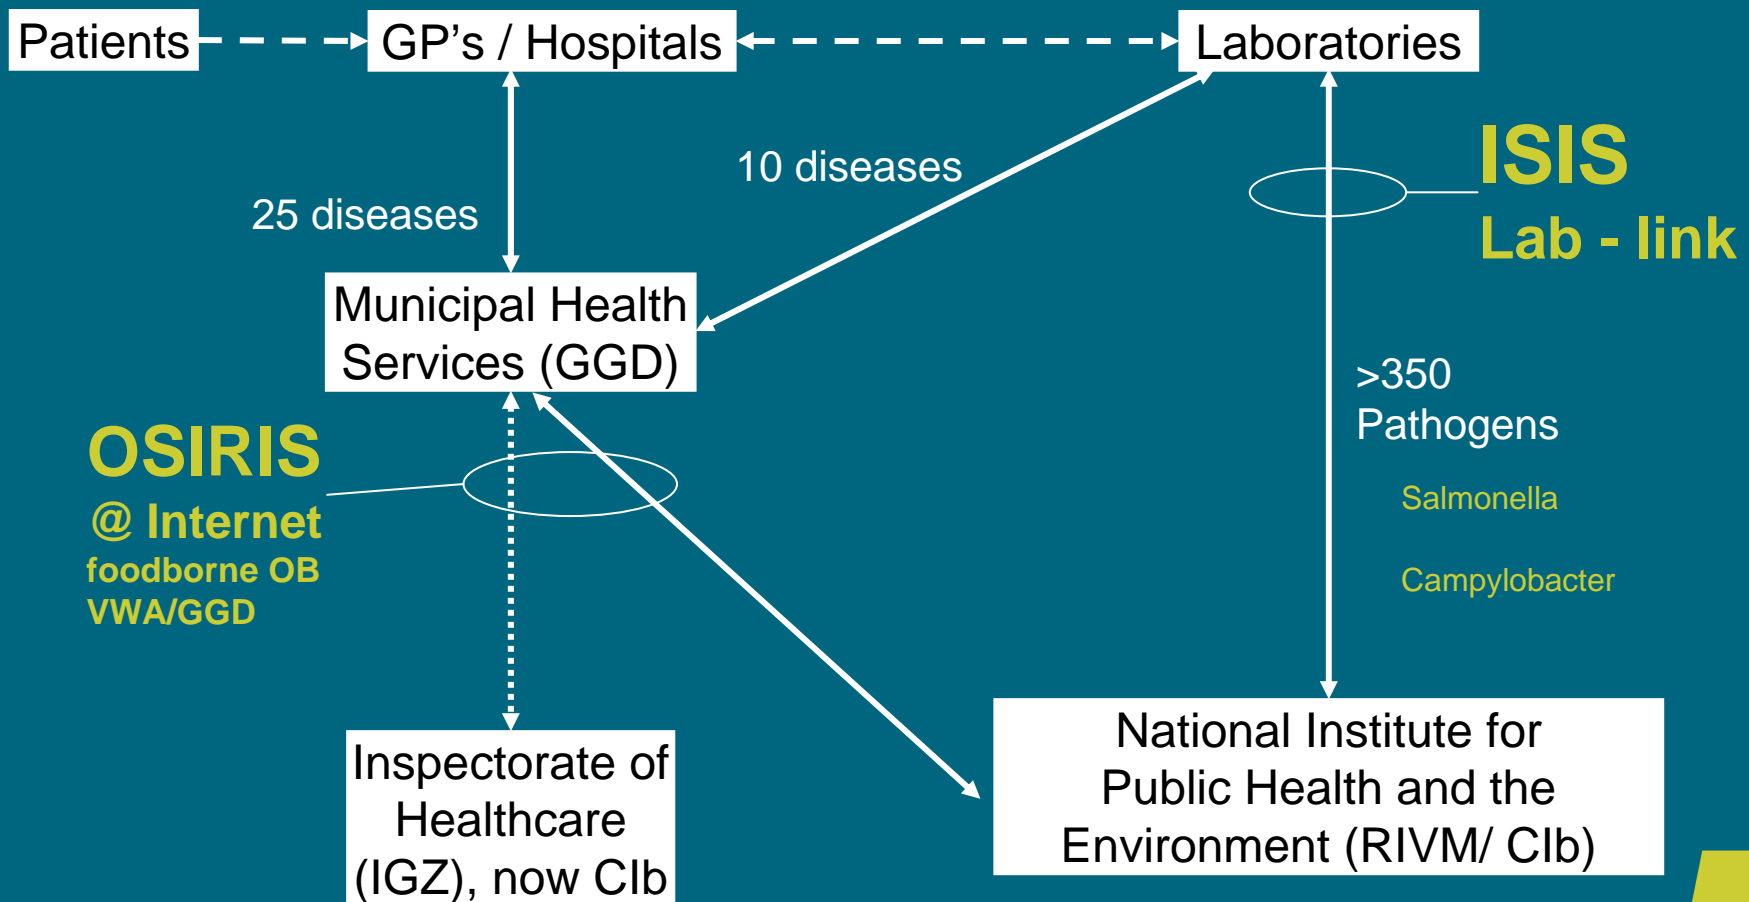 Patients
GP's / Hospitals
Laboratories
ISIS
Lab - link
10 diseases
25 diseases
Municipal Health
Services (GGD)
>350
Pathogens
Salmonella
Campylobacter
OSIRIS
@ Internet
foodborne OB
VWA/GGD
Inspectorate of
Healthcare
(IGZ), now CIb
National Institute for
Public Health and the
Environment (RIVM/ CIb)